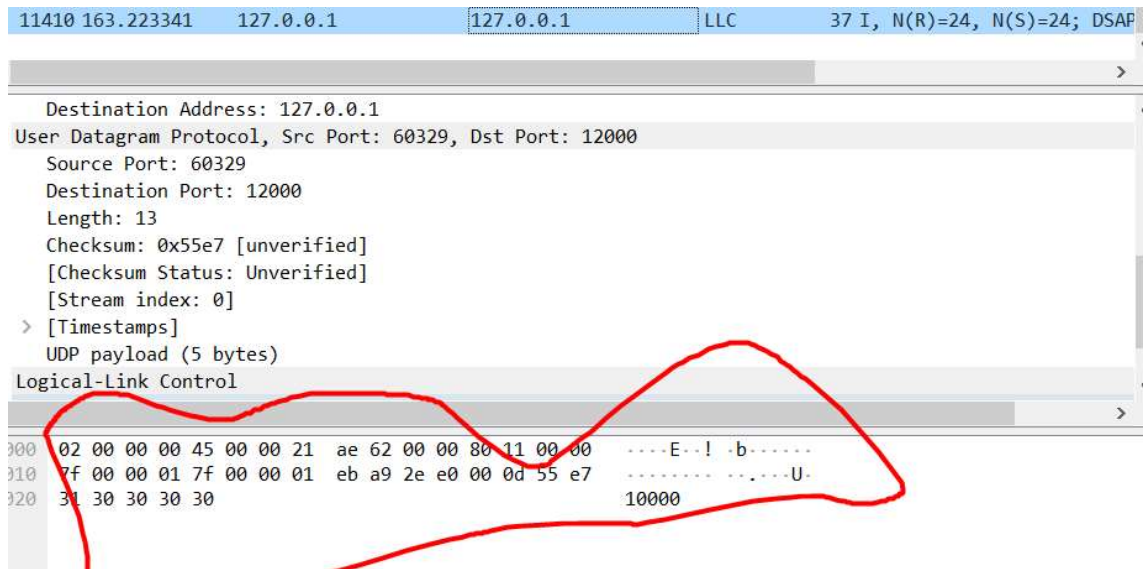 11410 163.223341 127.0.0.1 127.0.0.1 LLC 37 I, N(R)=24, N(S)=24; DSAP
Destination Address: 127.0.0.1
User Datagram Protocol, Src Port: 60329, Dst Port: 12000
Source Port: 60329
Destination Port: 12000
Length: 13
Checksum: 0x55e7 [unverified]
[Checksum Status: Unverified]
[Stream index: 0]
> [Timestamps]
UDP payload (5 bytes)
Logical-Link Control
000 02 00 00 00 45 00 00 21 ae 62 00 00 80 11 00 00 ····E··! ·b······
010 7f 00 00 01 7f 00 00 01 eb a9 2e e0 00 0d 55 e7 ········ ··.···U·
020 31 30 30 30 30 10000